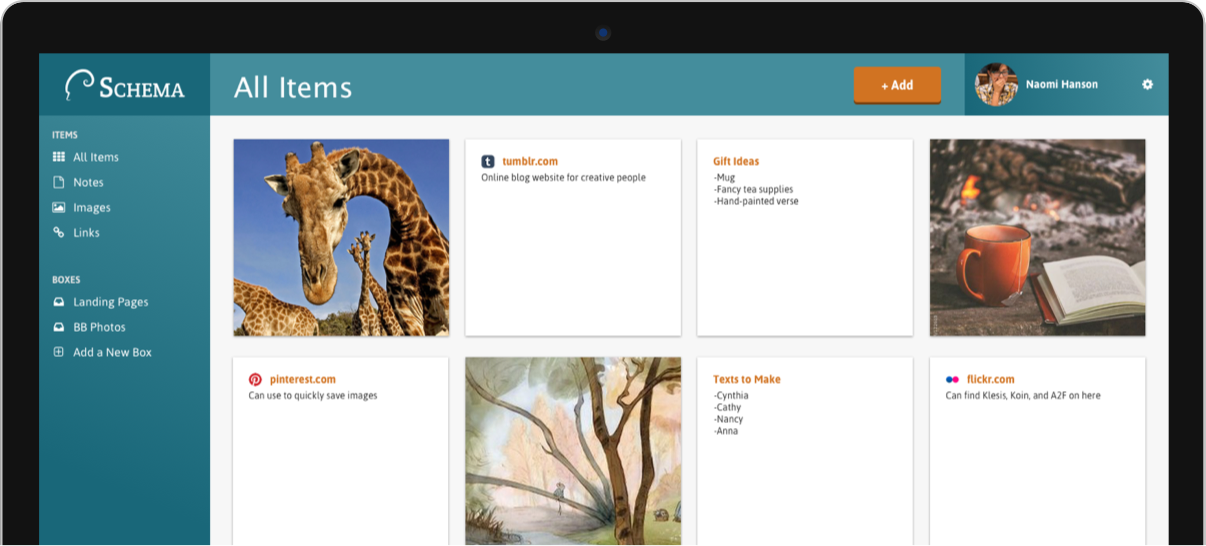 SCHEMA
All Items
+ Add
Naomi Hanson
ITEMS
All Items
Notes
Images
Links
BOXES
Landing Pages
BB Photos
Add a New Box
t tumblr.com
Online blog website for creative people
Gift Ideas
-Mug
-Fancy tea supplies
-Hand-painted verse
pinterest.com
Can use to quickly save images
Texts to Make
-Cynthia
-Cathy
-Nancy
-Anna
flickr.com
Can find Klesis, Koin, and A2F on here